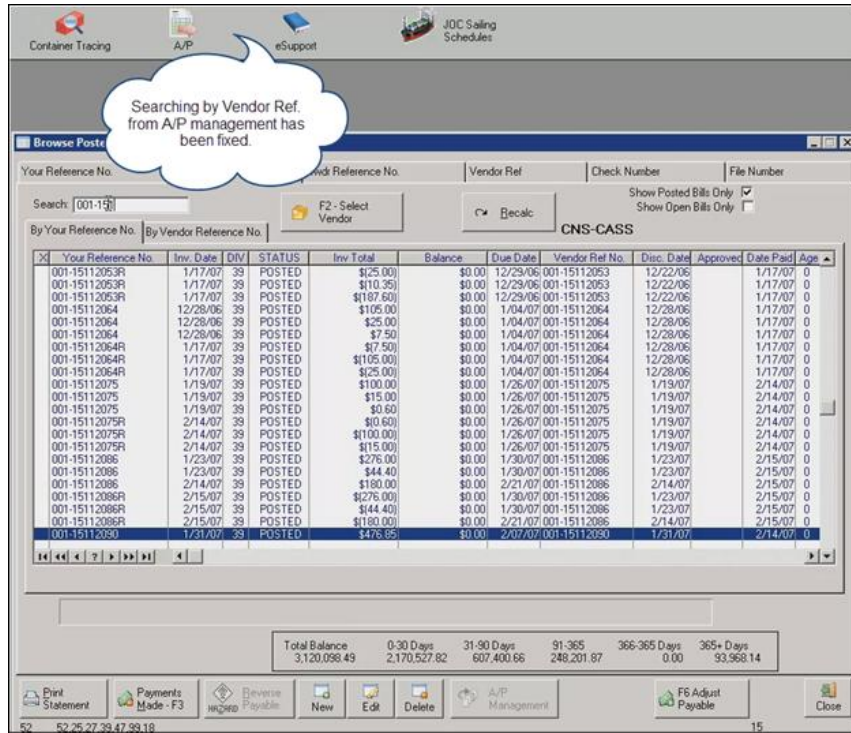 Container Tracing
A/P
eSupport
JOC Sailing
Schedules
Searching by Vendor Ref.
from A/P management has
been fixed.
Browse Poste
Your Reference No.
wdr Reference No.
Vendor Ref
Check Number
File Number
Search: 001-15
F2 - Select
Vendor
Recalc
Show Posted Bills Only
Show Open Bills Only
CNS-CASS
By Your Reference No.
By Vendor Reference No.
X Your Reference No. Inv. Date DIV STATUS Inv Total Balance Due Date Vendor Ref No. Disc. Date Approved Date Paid Age
001-15112053R 1/17/07 39 POSTED $(25.00) $0.00 12/29/06 001-15112053 12/22/06 1/17/07 0
001-15112053R 1/17/07 39 POSTED $(10.35) $0.00 12/29/06 001-15112053 12/22/06 1/17/07 0
001-15112053R 1/17/07 39 POSTED $(187.60) $0.00 12/29/06 001-15112053 12/22/06 1/17/07 0
001-15112064 12/28/06 39 POSTED $105.00 $0.00 1/04/07 001-15112064 12/28/06 1/17/07 0
001-15112064 12/28/06 39 POSTED $25.00 $0.00 1/04/07 001-15112064 12/28/06 1/17/07 0
001-15112064 12/28/06 39 POSTED $7.50 $0.00 1/04/07 001-15112064 12/28/06 1/17/07 0
001-15112064R 1/17/07 39 POSTED $(7.50) $0.00 1/04/07 001-15112064 12/28/06 1/17/07 0
001-15112064R 1/17/07 39 POSTED $(105.00) $0.00 1/04/07 001-15112064 12/28/06 1/17/07 0
001-15112064R 1/17/07 39 POSTED $(25.00) $0.00 1/04/07 001-15112064 12/28/06 1/17/07 0
001-15112075 1/19/07 39 POSTED $100.00 $0.00 1/26/07 001-15112075 1/19/07 2/14/07 0
001-15112075 1/19/07 39 POSTED $15.00 $0.00 1/26/07 001-15112075 1/19/07 2/14/07 0
001-15112075 1/19/07 39 POSTED $0.60 $0.00 1/26/07 001-15112075 1/19/07 2/14/07 0
001-15112075R 2/14/07 39 POSTED $(0.60) $0.00 1/26/07 001-15112075 1/19/07 2/14/07 0
001-15112075R 2/14/07 39 POSTED $(100.00) $0.00 1/26/07 001-15112075 1/19/07 2/14/07 0
001-15112075R 2/14/07 39 POSTED $(15.00) $0.00 1/26/07 001-15112075 1/19/07 2/14/07 0
001-15112086 1/23/07 39 POSTED $276.00 $0.00 1/30/07 001-15112086 1/23/07 2/15/07 0
001-15112086 1/23/07 39 POSTED $44.40 $0.00 1/30/07 001-15112086 1/23/07 2/15/07 0
001-15112086 2/14/07 39 POSTED $180.00 $0.00 2/21/07 001-15112086 2/14/07 2/15/07 0
001-15112086R 2/15/07 39 POSTED $(276.00) $0.00 1/30/07 001-15112086 1/23/07 2/15/07 0
001-15112086R 2/15/07 39 POSTED $(44.40) $0.00 1/30/07 001-15112086 1/23/07 2/15/07 0
001-15112086R 2/15/07 39 POSTED $(180.00) $0.00 2/21/07 001-15112086 2/14/07 2/15/07 0
001-15112090 1/31/07 39 POSTED $476.85 $0.00 2/07/07 001-15112090 1/31/07 2/14/07 0
Total Balance 0-30 Days 31-90 Days 91-365 366-365 Days 365+ Days
3,120,098.49 2,170,527.82 607,400.66 248,201.87 0.00 93,968.14
Print
Statement
Payments
Made - F3
HAZARD
Reverse
Payable
New
Edit
Delete
A/P
Management
F6 Adjust
Payable
Close
52 52,25,27,39,47,99,18 15